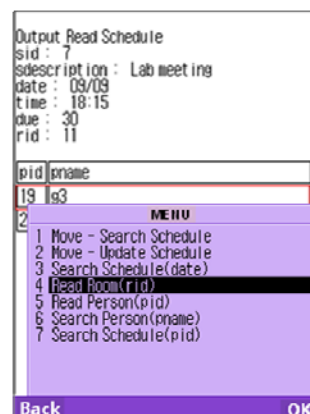 Output Read Schedule
sid : 7
sdescription : Lab meeting
date : 09/09
time : 18:15
due : 30
rid : 11
pid pname
19 g3
2
MENU
1 Move - Search Schedule
2 Move - Update Schedule
3 Search Schedule(date)
4 Read Room(rid)
5 Read Person(pid)
6 Search Person(pname)
7 Search Schedule(pid)
Back OK